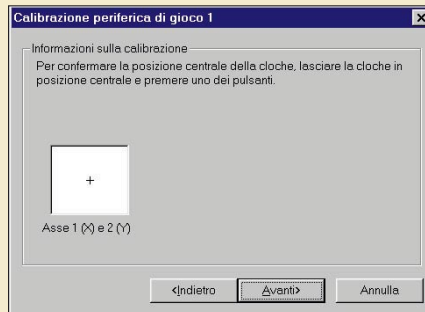 Calibrazione periferica di gioco 1
Informazioni sulla calibrazione
Per confermare la posizione centrale della cloche, lasciare la cloche in
posizione centrale e premere uno dei pulsanti.
Asse 1 (X) e 2 (Y)
<Indietro
Avanti>
Annulla